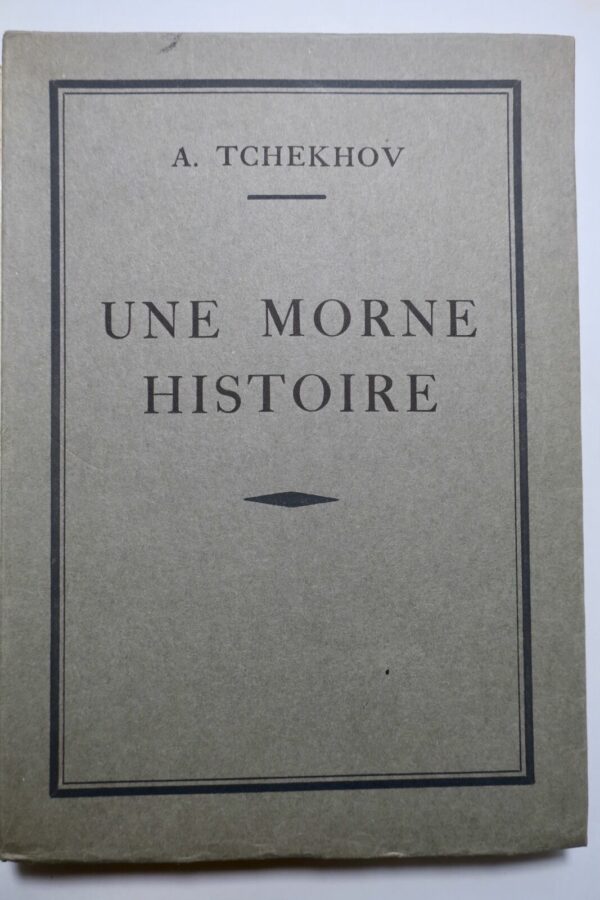 A. TCHEKHOV
UNE MORNE
HISTOIRE